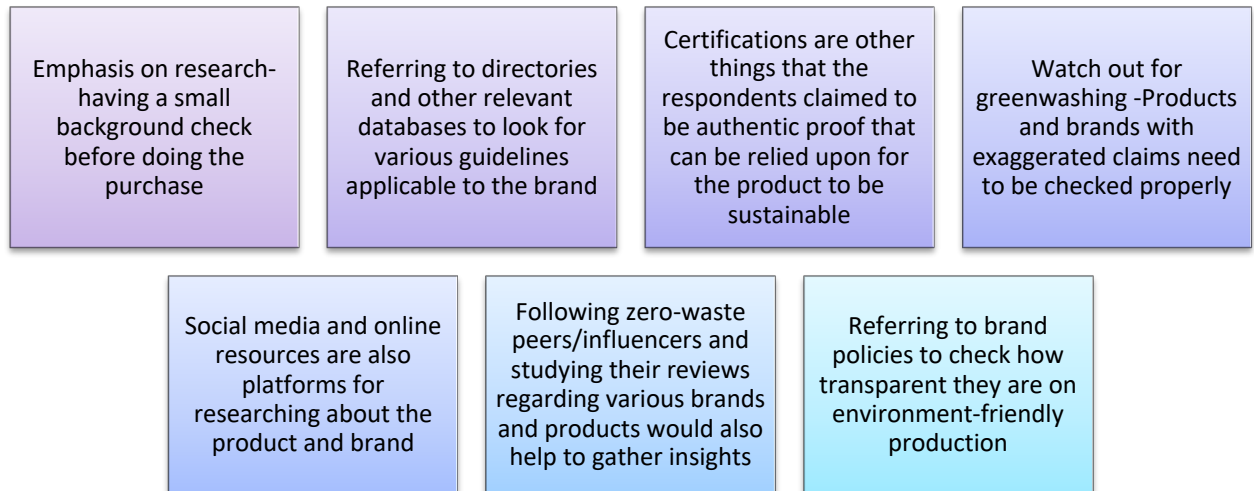 Emphasis on research-
having a small
background check
before doing the
purchase
Referring to directories
and other relevant
databases to look for
various guidelines
applicable to the brand
Certifications are other
things that the
respondents claimed to
be authentic proof that
can be relied upon for
the product to be
sustainable
Watch out for
greenwashing -Products
and brands with
exaggerated claims need
to be checked properly
Social media and online
resources are also
platforms for
researching about the
product and brand
Following zero-waste
peers/influencers and
studying their reviews
regarding various brands
and products would also
help to gather insights
Referring to brand
policies to check how
transparent they are on
environment-friendly
production